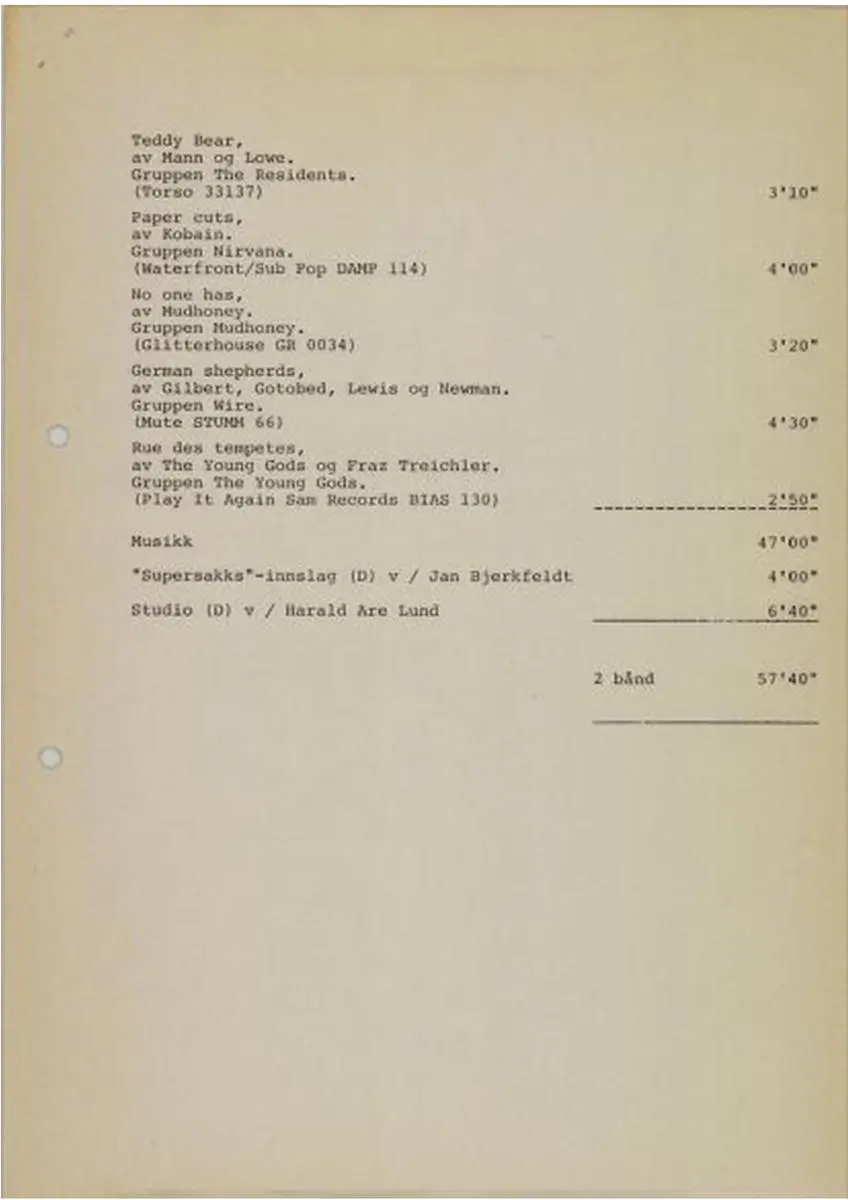 Teddy Bear,
av Mann og Lowe.
Gruppen The Residents.
(Torso 33137) 3'10"
Paper cuts,
av Kobain.
Gruppen Nirvana.
(Waterfront/Sub Pop DAMP 114) 4'00"
No one has,
av Mudhoney.
Gruppen Mudhoney.
(Glitterhouse GR 0034) 3'20"
German shepherds,
av Gilbert, Gotobed, Lewis og Newman.
Gruppen Wire.
(Mute STUMM 66) 4'30"
Rue des tempetes,
av The Young Gods og Fraz Treichler.
Gruppen The Young Gods.
(Play It Again Sam Records BIAS 130) 2'50"
Musikk 47'00"
"Supersakks"-innslag (D) v / Jan Bjerkfeldt 4'00"
Studio (D) v / Harald Are Lund 6'40"
2 bånd 57'40"